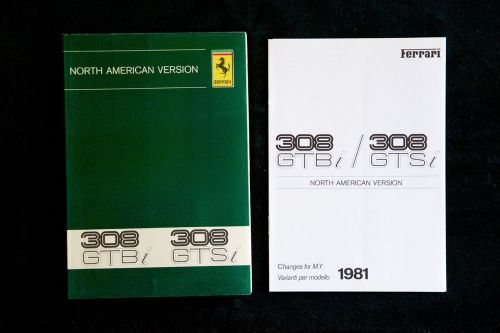 NORTH AMERICAN VERSION
Ferrari
308 308
GTBi GTSi
Ferrari
308 / 308
GTBi GTSi
NORTH AMERICAN VERSION
Changes for M.Y.
Varianti per modello 1981